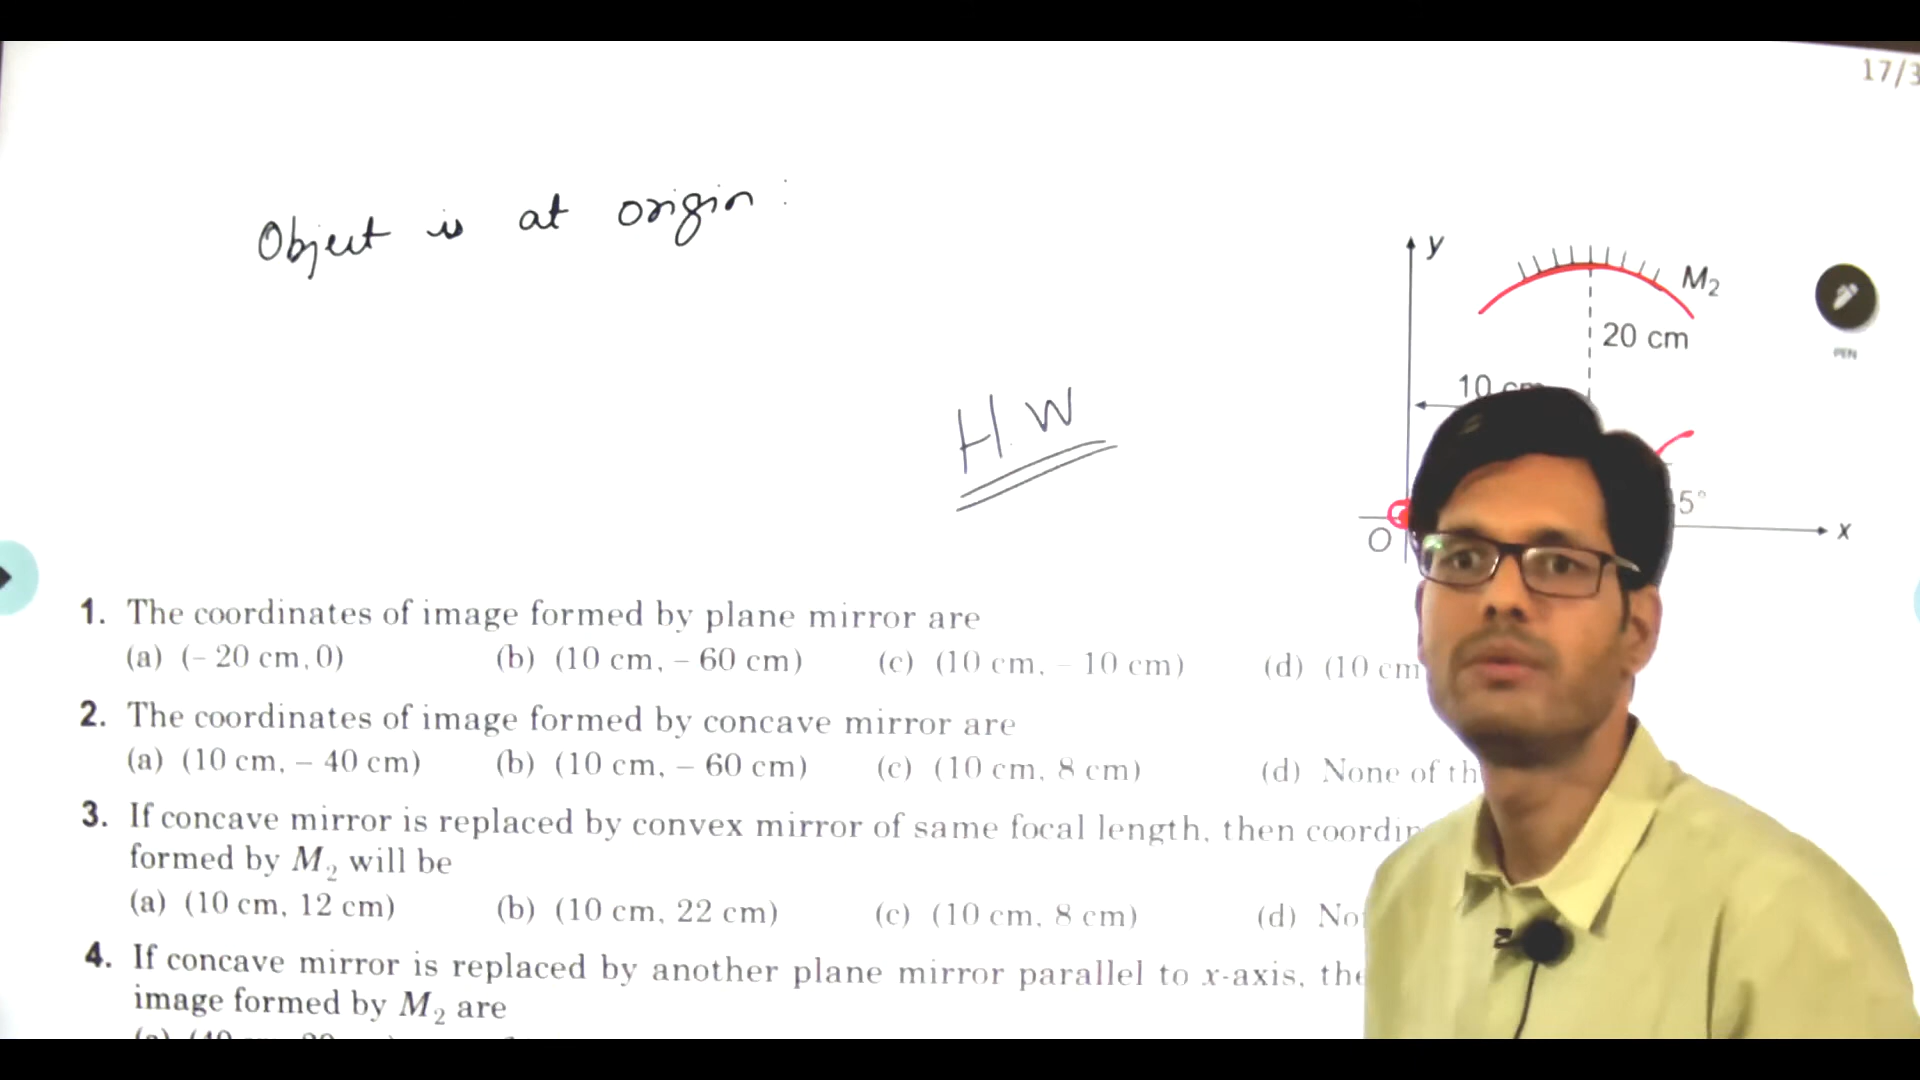 17/3
Object is at origin :
y
M2
20 cm
10
H.W
5°
O
x
1. The coordinates of image formed by plane mirror are
(a) (– 20 cm, 0) (b) (10 cm, – 60 cm) (c) (10 cm, – 10 cm) (d) (10 cm
2. The coordinates of image formed by concave mirror are
(a) (10 cm, – 40 cm) (b) (10 cm, – 60 cm) (c) (10 cm, 8 cm) (d) None of th
3. If concave mirror is replaced by convex mirror of same focal length, then coordin
formed by M2 will be
(a) (10 cm, 12 cm) (b) (10 cm, 22 cm) (c) (10 cm, 8 cm) (d) No
4. If concave mirror is replaced by another plane mirror parallel to x-axis, the
image formed by M2 are
PEN